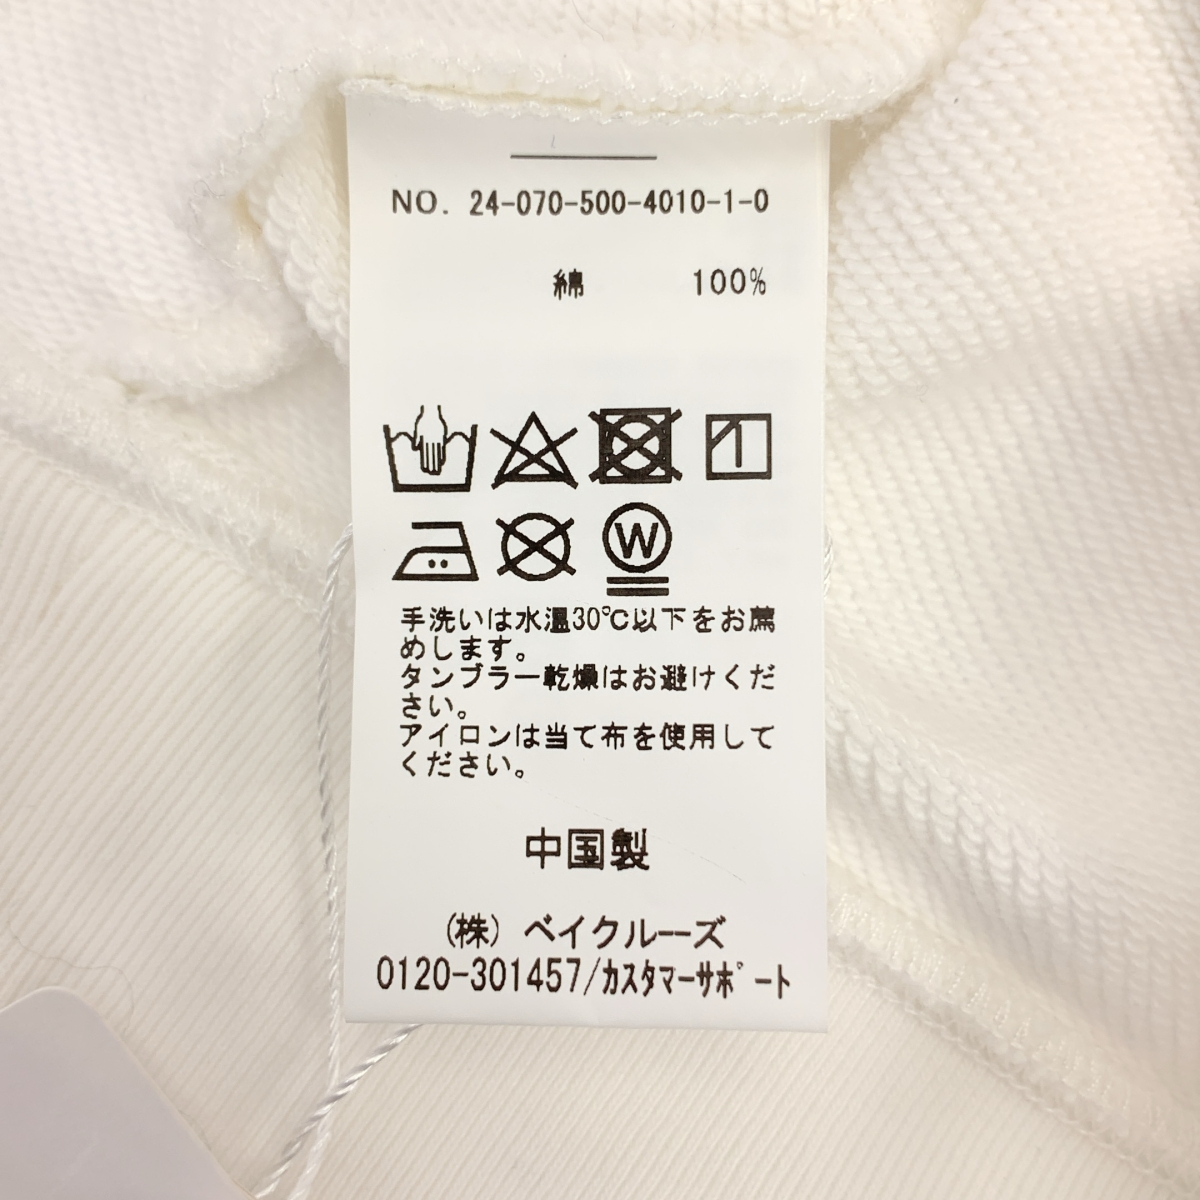 NO. 24-070-500-4010-1-0
綿 100%
W
手洗いは水温30℃以下をお薦
めします。
タンブラー乾燥はお避けくだ
さい。
アイロンは当て布を使用して
ください。
中国製
(株) ベイクルーズ
0120-301457/ｶｽﾀﾏｰｻﾎﾟｰﾄ